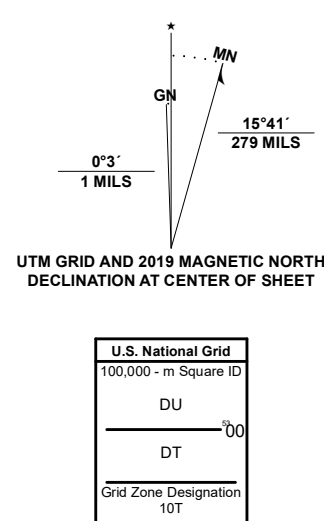 ★
MN
GN
15°41´
279 MILS
0°3´
1 MILS
UTM GRID AND 2019 MAGNETIC NORTH
DECLINATION AT CENTER OF SHEET
U.S. National Grid
100,000 - m Square ID
DU
5300
DT
Grid Zone Designation
10T